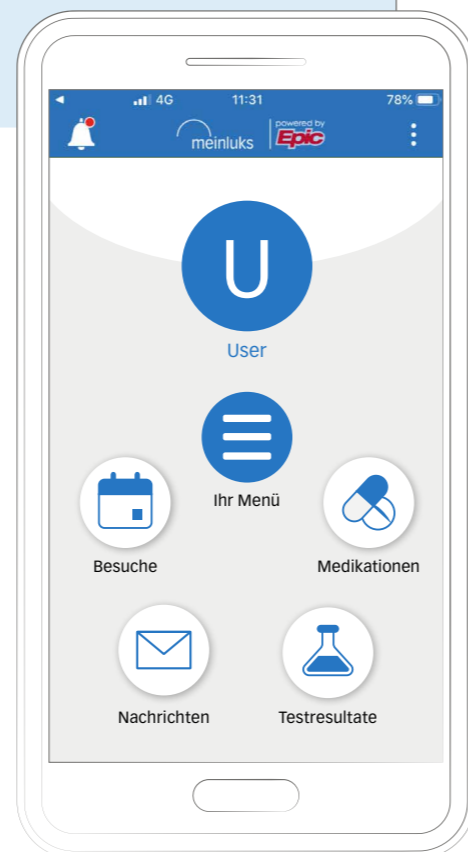 4G 11:31 78%
meinluks powered by Epic
U
User
Ihr Menü
Besuche Medikationen
Nachrichten Testresultate